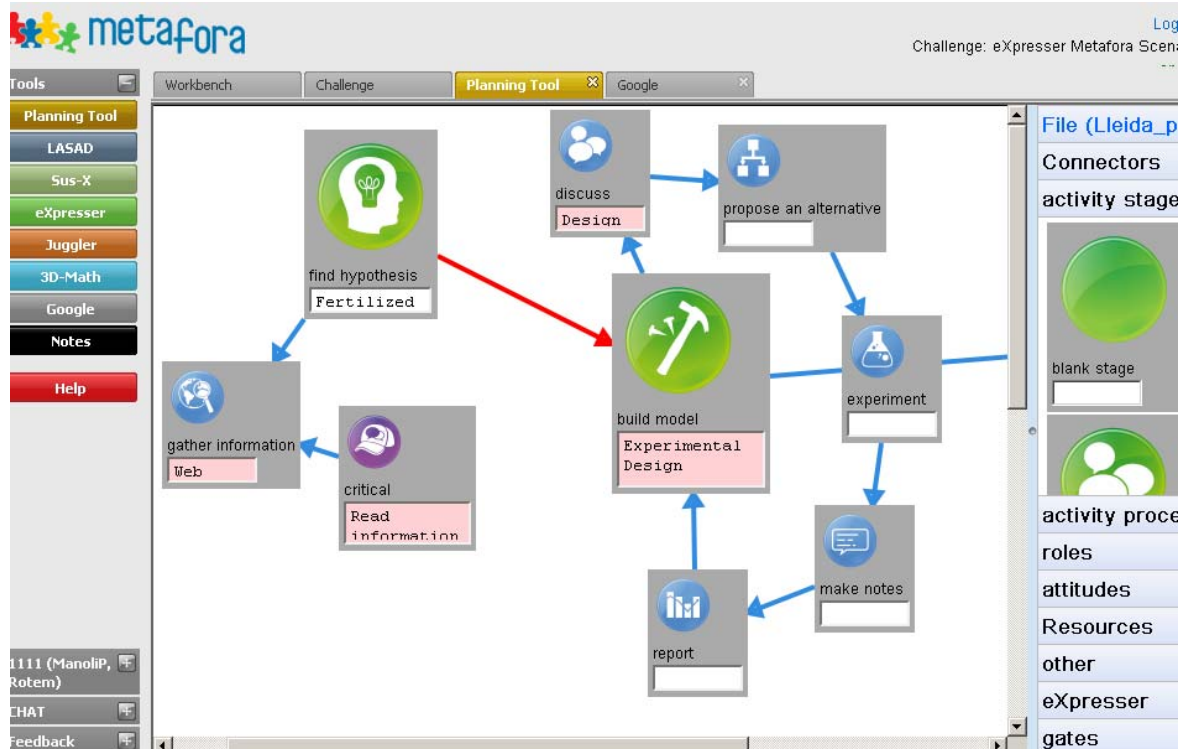 metafora
Log
Challenge: eXpresser Metafora Scena
Tools
Planning Tool
LASAD
Sus-X
eXpresser
Juggler
3D-Math
Google
Notes
Help
1111 (ManoliP,
Rotem)
CHAT
Feedback
Workbench
Challenge
Planning Tool
Google
find hypothesis
Fertilized
discuss
Design
propose an alternative
gather information
Web
critical
Read
information
build model
Experimental
Design
experiment
make notes
report
File (Lleida_p
Connectors
activity stage
blank stage
activity proce
roles
attitudes
Resources
other
eXpresser
gates